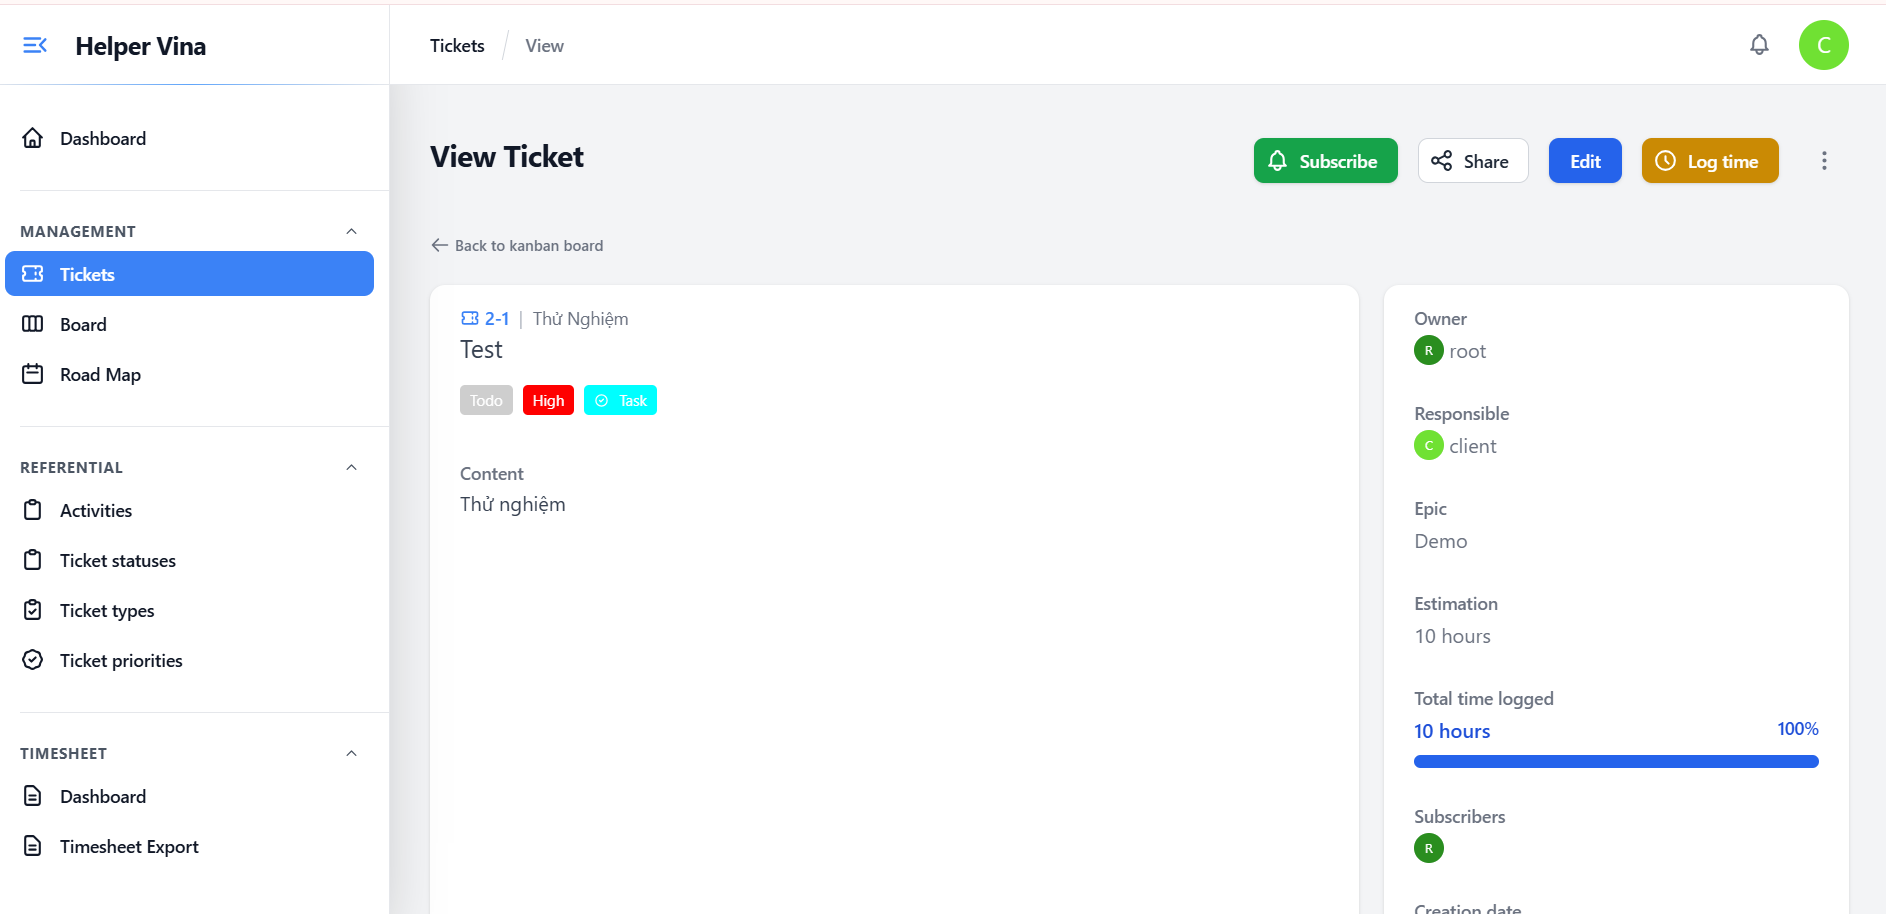 Helper Vina
Tickets / View
C
Dashboard
MANAGEMENT
Tickets
Board
Road Map
REFERENTIAL
Activities
Ticket statuses
Ticket types
Ticket priorities
TIMESHEET
Dashboard
Timesheet Export
View Ticket
Subscribe
Share
Edit
Log time
Back to kanban board
2-1 | Thử Nghiệm
Test
Todo High Task
Content
Thử nghiệm
Owner
R root
Responsible
C client
Epic
Demo
Estimation
10 hours
Total time logged
10 hours 100%
Subscribers
R
Creation date